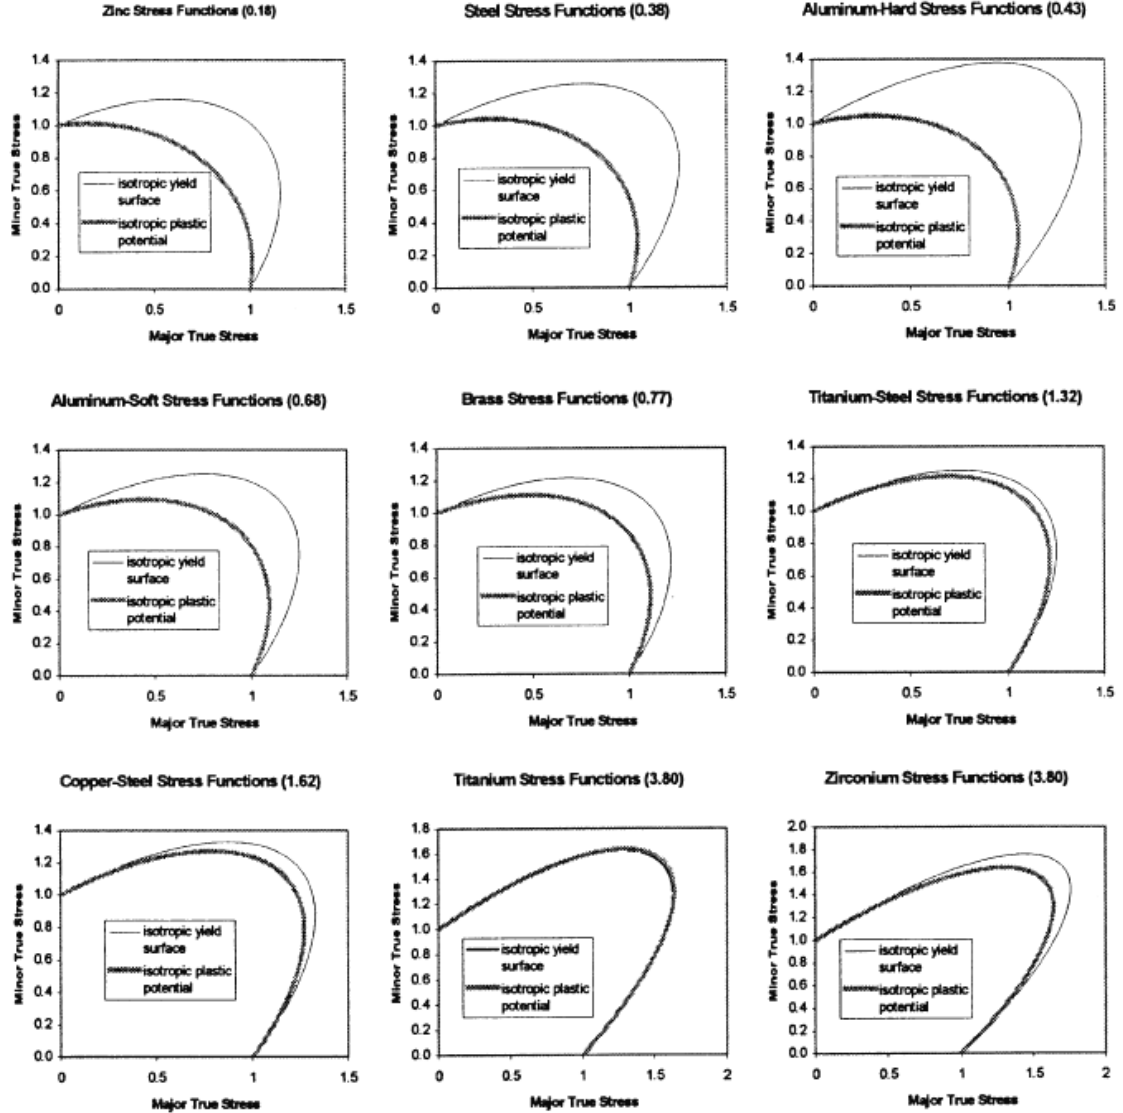 Zinc Stress Functions (0.18)
Minor True Stress
1.4
1.2
1.0
0.8
0.6
0.4
0.2
0.0
isotropic yield
surface
isotropic plastic
potential
0 0.5 1 1.5
Major True Stress
Steel Stress Functions (0.38)
Minor True Stress
1.4
1.2
1.0
0.8
0.6
0.4
0.2
0.0
isotropic yield
surface
isotropic plastic
potential
0 0.5 1 1.5
Major True Stress
Aluminum-Hard Stress Functions (0.43)
Minor True Stress
1.4
1.2
1.0
0.8
0.6
0.4
0.2
0.0
isotropic yield
surface
isotropic plastic
potential
0 0.5 1 1.5
Major True Stress
Aluminum-Soft Stress Functions (0.68)
Minor True Stress
1.4
1.2
1.0
0.8
0.6
0.4
0.2
0.0
isotropic yield
surface
isotropic plastic
potential
0 0.5 1 1.5
Major True Stress
Brass Stress Functions (0.77)
Minor True Stress
1.4
1.2
1.0
0.8
0.6
0.4
0.2
0.0
isotropic yield
surface
isotropic plastic
potential
0 0.5 1 1.5
Major True Stress
Titanium-Steel Stress Functions (1.32)
Minor True Stress
1.4
1.2
1.0
0.8
0.6
0.4
0.2
0.0
isotropic yield
surface
isotropic plastic
potential
0 0.5 1 1.5
Major True Stress
Copper-Steel Stress Functions (1.62)
Minor True Stress
1.4
1.2
1.0
0.8
0.6
0.4
0.2
0.0
isotropic yield
surface
isotropic plastic
potential
0 0.5 1 1.5
Major True Stress
Titanium Stress Functions (3.80)
Minor True Stress
1.8
1.6
1.4
1.2
1.0
0.8
0.6
0.4
0.2
0.0
isotropic yield
surface
isotropic plastic
potential
0 0.5 1 1.5 2
Major True Stress
Zirconium Stress Functions (3.80)
Minor True Stress
2.0
1.8
1.6
1.4
1.2
1.0
0.8
0.6
0.4
0.2
0.0
isotropic yield
surface
isotropic plastic
potential
0 0.5 1 1.5 2
Major True Stress